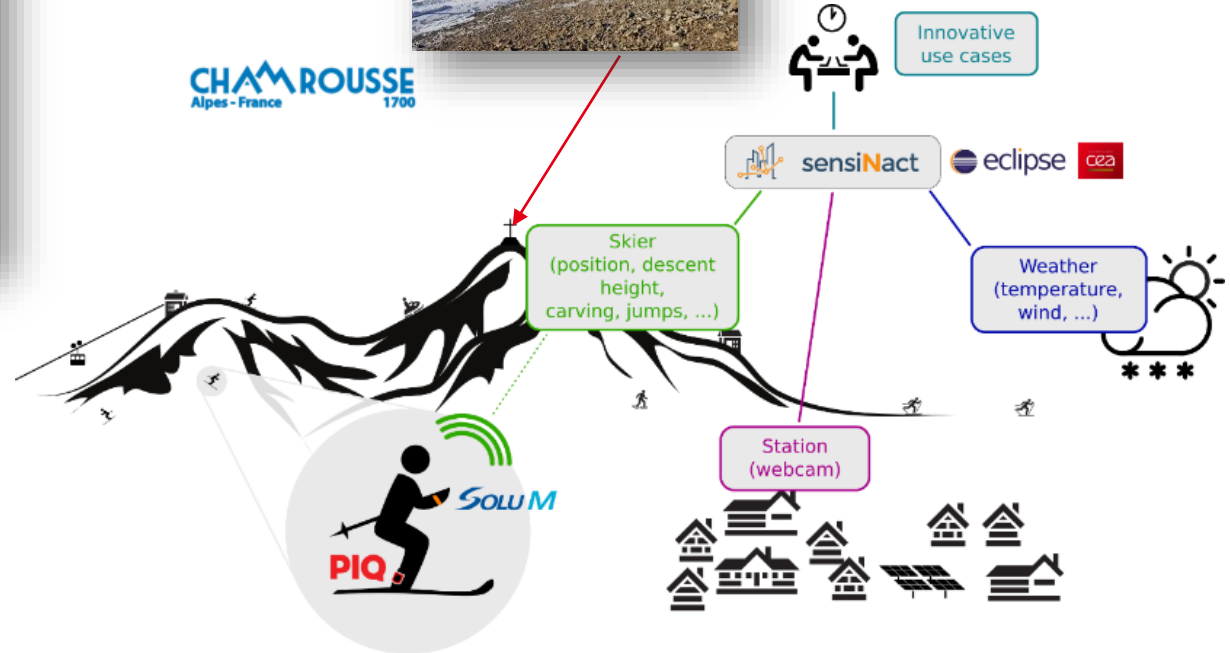 Innovative
use cases
CHAMROUSSE
Alpes - France 1700
sensiNact
eclipse
cea
Skier
(position, descent
height,
carving, jumps, ...)
Weather
(temperature,
wind, ...)
Station
(webcam)
SOLUM
PIQ